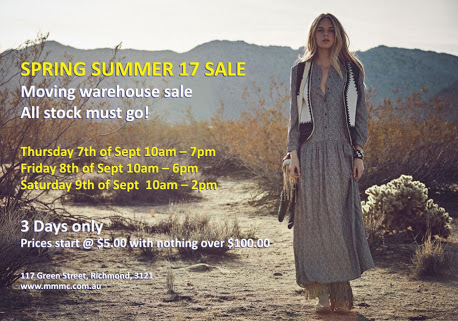 SPRING SUMMER 17 SALE
Moving warehouse sale
All stock must go!
Thursday 7th of Sept 10am – 7pm
Friday 8th of Sept 10am – 6pm
Saturday 9th of Sept  10am – 2pm
3 Days only
Prices start @ $5.00 with nothing over $100.00
117 Green Street, Richmond, 3121
www.mmmc.com.au